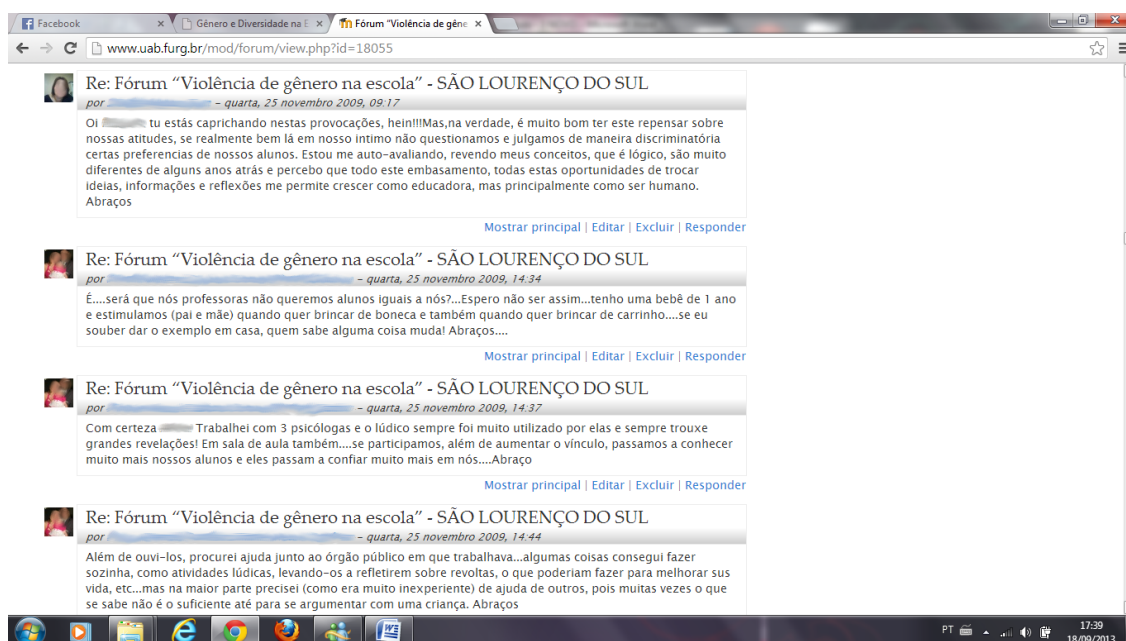 Facebook
Gênero e Diversidade na E
Fórum "Violência de gêne
www.uab.furg.br/mod/forum/view.php?id=18055
Re: Fórum “Violência de gênero na escola” - SÃO LOURENÇO DO SUL
por – quarta, 25 novembro 2009, 09:17
Oi tu estás caprichando nestas provocações, hein!!!Mas,na verdade, é muito bom ter este repensar sobre
nossas atitudes, se realmente bem lá em nosso intimo não questionamos e julgamos de maneira discriminatória
certas preferencias de nossos alunos. Estou me auto-avaliando, revendo meus conceitos, que é lógico, são muito
diferentes de alguns anos atrás e percebo que todo este embasamento, todas estas oportunidades de trocar
ideias, informações e reflexões me permite crescer como educadora, mas principalmente como ser humano.
Abraços
Mostrar principal | Editar | Excluir | Responder
Re: Fórum “Violência de gênero na escola” - SÃO LOURENÇO DO SUL
por – quarta, 25 novembro 2009, 14:34
É....será que nós professoras não queremos alunos iguais a nós?...Espero não ser assim...tenho uma bebê de 1 ano
e estimulamos (pai e mãe) quando quer brincar de boneca e também quando quer brincar de carrinho....se eu
souber dar o exemplo em casa, quem sabe alguma coisa muda! Abraços....
Mostrar principal | Editar | Excluir | Responder
Re: Fórum “Violência de gênero na escola” - SÃO LOURENÇO DO SUL
por – quarta, 25 novembro 2009, 14:37
Com certeza Trabalhei com 3 psicólogas e o lúdico sempre foi muito utilizado por elas e sempre trouxe
grandes revelações! Em sala de aula também....se participamos, além de aumentar o vínculo, passamos a conhecer
muito mais nossos alunos e eles passam a confiar muito mais em nós....Abraço
Mostrar principal | Editar | Excluir | Responder
Re: Fórum “Violência de gênero na escola” - SÃO LOURENÇO DO SUL
por – quarta, 25 novembro 2009, 14:44
Além de ouvi-los, procurei ajuda junto ao órgão público em que trabalhava...algumas coisas consegui fazer
sozinha, como atividades lúdicas, levando-os a refletirem sobre revoltas, o que poderiam fazer para melhorar sus
vida, etc...mas na maior parte precisei (como era muito inexperiente) de ajuda de outros, pois muitas vezes o que
se sabe não é o suficiente até para se argumentar com uma criança. Abraços
PT
17:39
18/09/2013